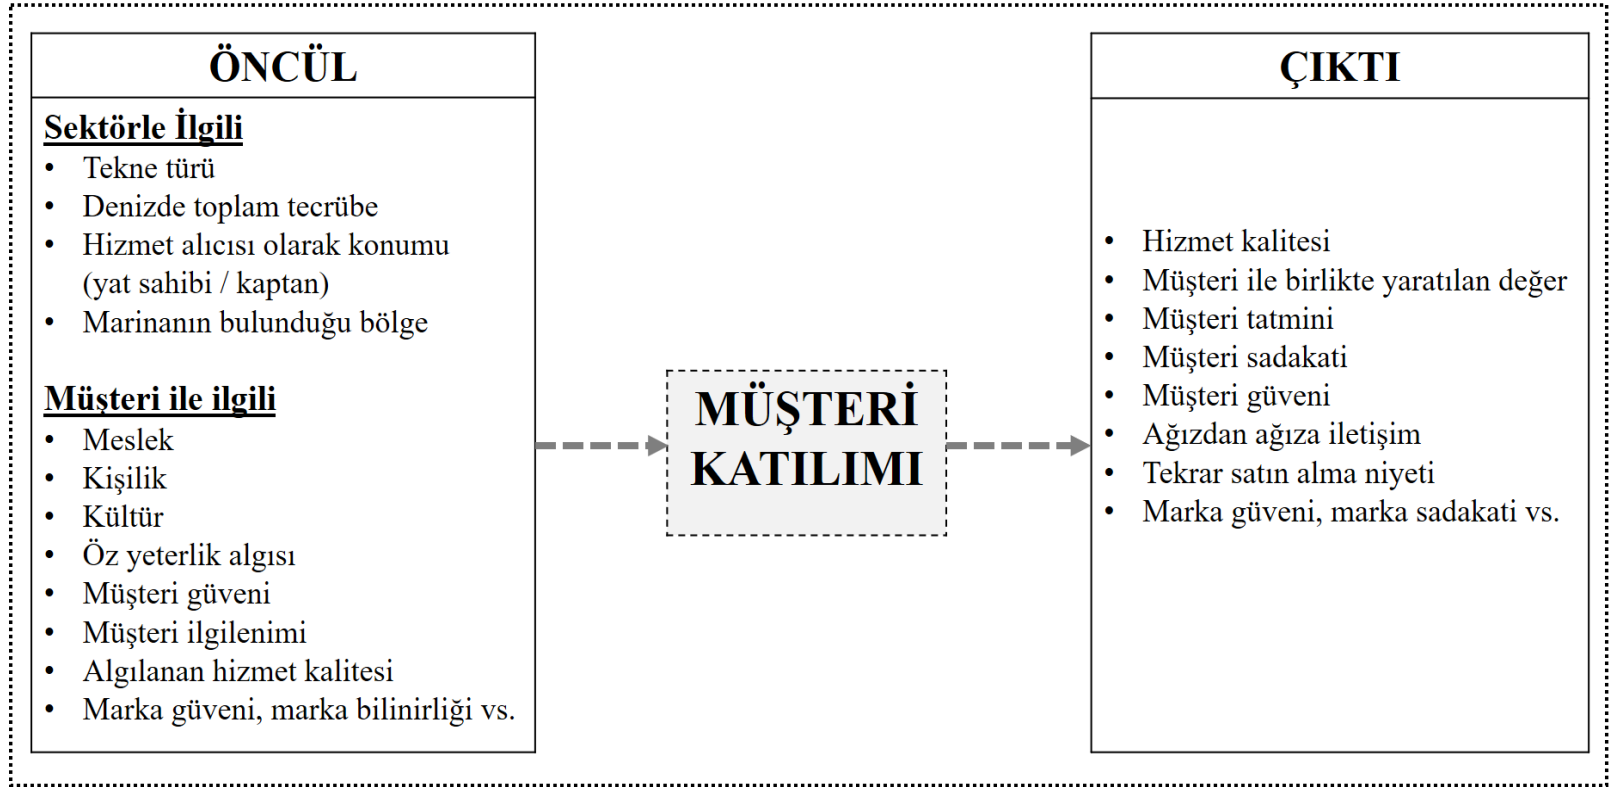 ÖNCÜL
Sektörle İlgili
• Tekne türü
• Denizde toplam tecrübe
• Hizmet alıcısı olarak konumu
(yat sahibi / kaptan)
• Marinanın bulunduğu bölge
Müşteri ile ilgili
• Meslek
• Kişilik
• Kültür
• Öz yeterlik algısı
• Müşteri güveni
• Müşteri ilgilenimi
• Algılanan hizmet kalitesi
• Marka güveni, marka bilinirliği vs.
MÜŞTERİ
KATILIMI
ÇIKTI
• Hizmet kalitesi
• Müşteri ile birlikte yaratılan değer
• Müşteri tatmini
• Müşteri sadakati
• Müşteri güveni
• Ağızdan ağıza iletişim
• Tekrar satın alma niyeti
• Marka güveni, marka sadakati vs.